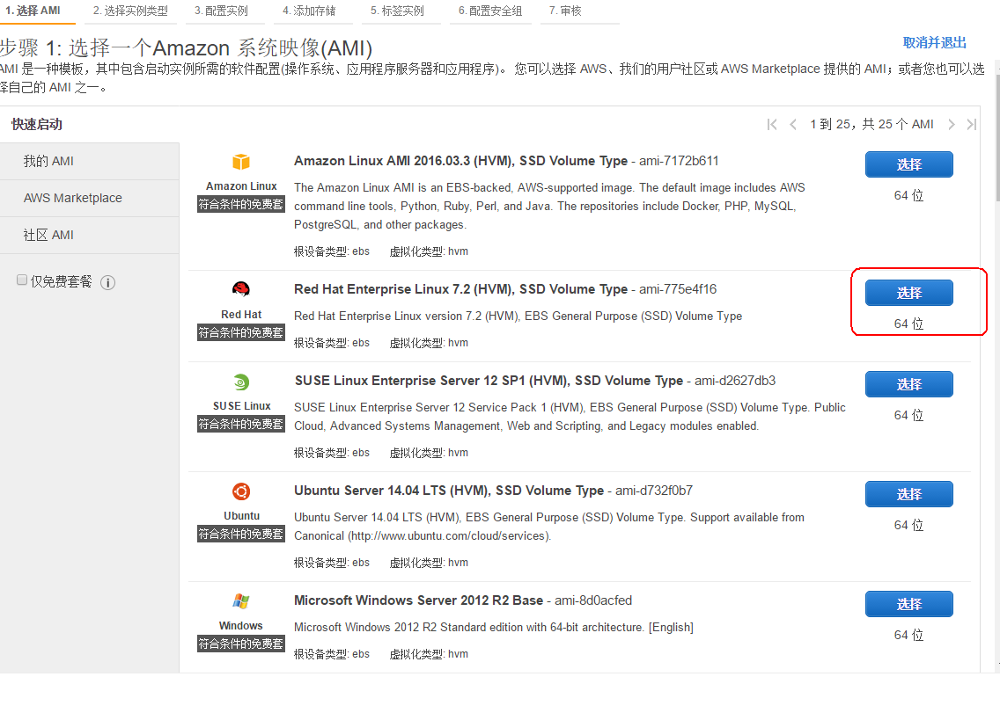 1. 选择 AMI
2. 选择实例类型
3. 配置实例
4. 添加存储
5. 标签实例
6. 配置安全组
7. 审核
步骤 1: 选择一个Amazon 系统映像(AMI)
取消并退出
AMI 是一种模板，其中包含启动实例所需的软件配置(操作系统、应用程序服务器和应用程序)。 您可以选择 AWS、我们的用户社区或 AWS Marketplace 提供的 AMI；或者您也可以选
择自己的 AMI 之一。
快速启动
1 到 25，共 25 个 AMI
我的 AMI
AWS Marketplace
社区 AMI
仅免费套餐
Amazon Linux
符合条件的免费套
Amazon Linux AMI 2016.03.3 (HVM), SSD Volume Type - ami-7172b611
The Amazon Linux AMI is an EBS-backed, AWS-supported image. The default image includes AWS
command line tools, Python, Ruby, Perl, and Java. The repositories include Docker, PHP, MySQL,
PostgreSQL, and other packages.
根设备类型: ebs 虚拟化类型: hvm
选择
64 位
Red Hat
符合条件的免费套
Red Hat Enterprise Linux 7.2 (HVM), SSD Volume Type - ami-775e4f16
Red Hat Enterprise Linux version 7.2 (HVM), EBS General Purpose (SSD) Volume Type
根设备类型: ebs 虚拟化类型: hvm
选择
64 位
SUSE Linux
符合条件的免费套
SUSE Linux Enterprise Server 12 SP1 (HVM), SSD Volume Type - ami-d2627db3
SUSE Linux Enterprise Server 12 Service Pack 1 (HVM), EBS General Purpose (SSD) Volume Type. Public
Cloud, Advanced Systems Management, Web and Scripting, and Legacy modules enabled.
根设备类型: ebs 虚拟化类型: hvm
选择
64 位
Ubuntu
符合条件的免费套
Ubuntu Server 14.04 LTS (HVM), SSD Volume Type - ami-d732f0b7
Ubuntu Server 14.04 LTS (HVM), EBS General Purpose (SSD) Volume Type. Support available from
Canonical (http://www.ubuntu.com/cloud/services).
根设备类型: ebs 虚拟化类型: hvm
选择
64 位
Windows
符合条件的免费套
Microsoft Windows Server 2012 R2 Base - ami-8d0acfed
Microsoft Windows 2012 R2 Standard edition with 64-bit architecture. [English]
根设备类型: ebs 虚拟化类型: hvm
选择
64 位